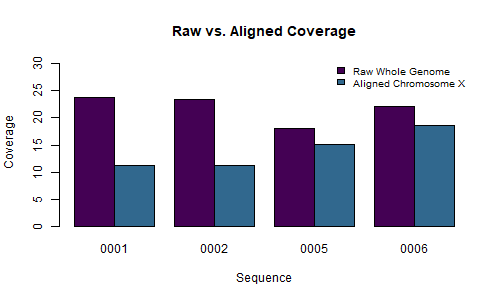 Raw vs. Aligned Coverage
Raw Whole Genome
Aligned Chromosome X
Coverage
30
25
20
15
10
5
0
0001 0002 0005 0006
Sequence